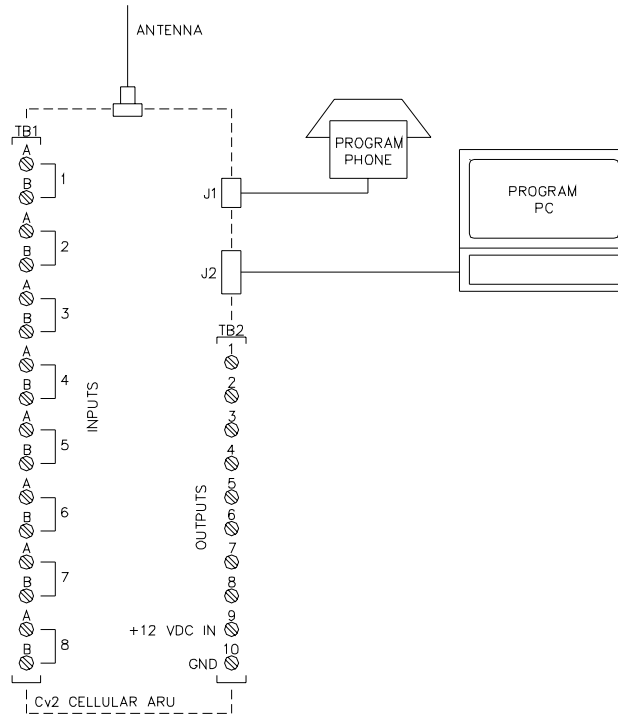 ANTENNA
TB1
A
1
B
A
2
B
A
3
B
A
4
B
A
5
B
A
6
B
A
7
B
A
8
B
INPUTS
J1
PROGRAM
PHONE
J2
PROGRAM
PC
TB2
1
2
3
4
5
6
7
8
9
10
OUTPUTS
+12 VDC IN
GND
Cv2 CELLULAR ARU